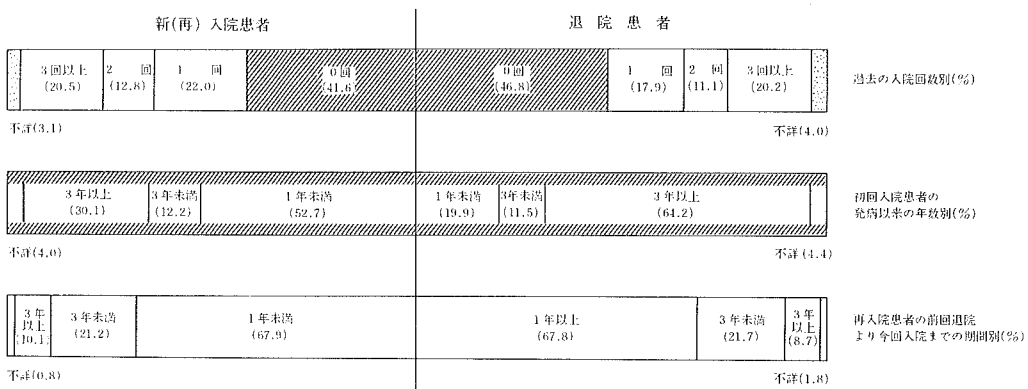 新(再)入院患者
退院患者
3回以上
(20.5)
2回
(12.8)
1回
(22.0)
0回
(41.6
0回
(46.8)
1回
(17.9)
2回
(11.1)
3回以上
(20.2)
過去の入院回数別(%)
不詳(3.1)
不詳(4.0)
3年以上
(30.1)
3年未満
(12.2)
1年未満
(52.7)
1年未満
(19.9)
3年未満
(11.5)
3年以上
(64.2)
初回入院患者の
発病以来の年数別(%)
不詳(4.0)
不詳(4.4)
3年
以上
(10.1)
3年未満
(21.2)
1年未満
(67.9)
1年以上
(67.8)
3年未満
(21.7)
3年
以上
(8.7)
再入院患者の前回退院
より今回入院までの期間別(%)
不詳(0.8)
不詳(1.8)